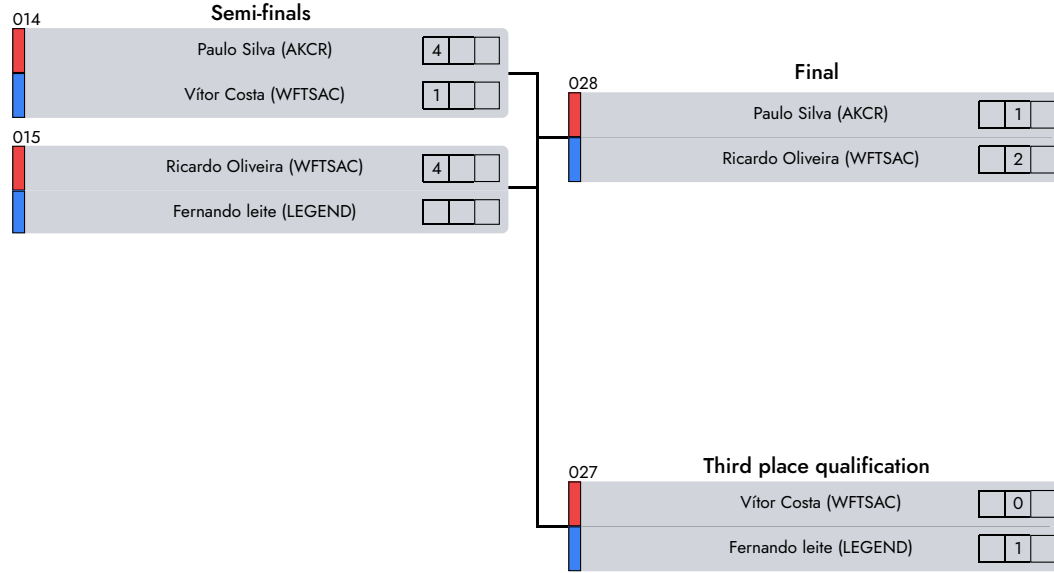 Semi-finals
014
Paulo Silva (AKCR) 4
Vítor Costa (WFTSAC) 1
015
Ricardo Oliveira (WFTSAC) 4
Fernando leite (LEGEND)
Final
028
Paulo Silva (AKCR) 1
Ricardo Oliveira (WFTSAC) 2
Third place qualification
027
Vítor Costa (WFTSAC) 0
Fernando leite (LEGEND) 1